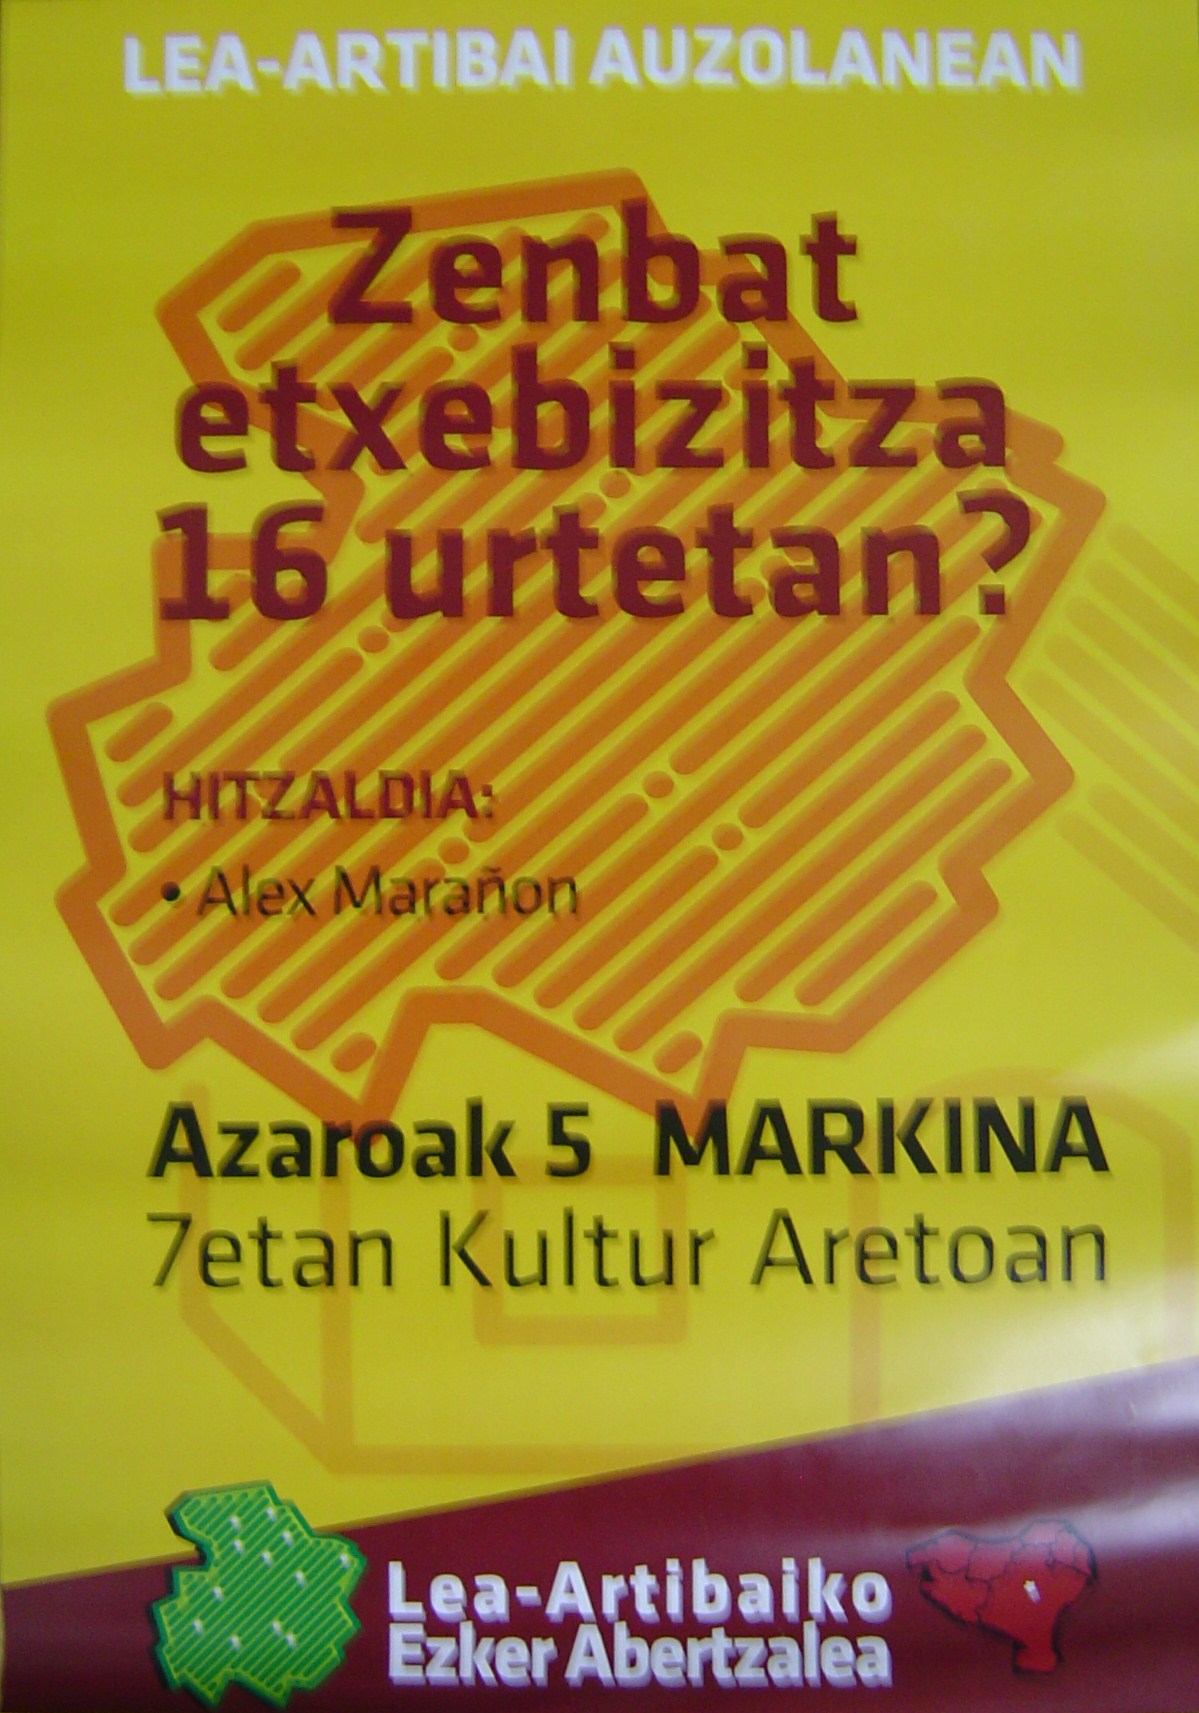 LEA-ARTIBAI AUZOLANEAN
Zenbat
etxebizitza
16 urtetan?
HITZALDIA:
• Alex Marañon
Azaroak 5 MARKINA
7etan Kultur Aretoan
Lea-Artibaiko
Ezker Abertzalea